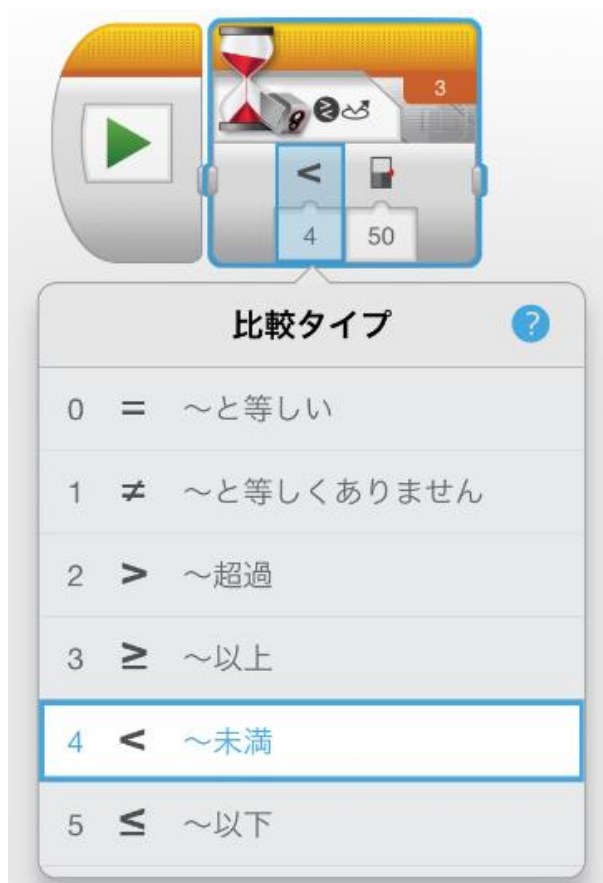 3
<
4 50
比較タイプ ?
0 = ~と等しい
1 ≠ ~と等しくありません
2 > ~超過
3 ≥ ~以上
4 < ~未満
5 ≤ ~以下